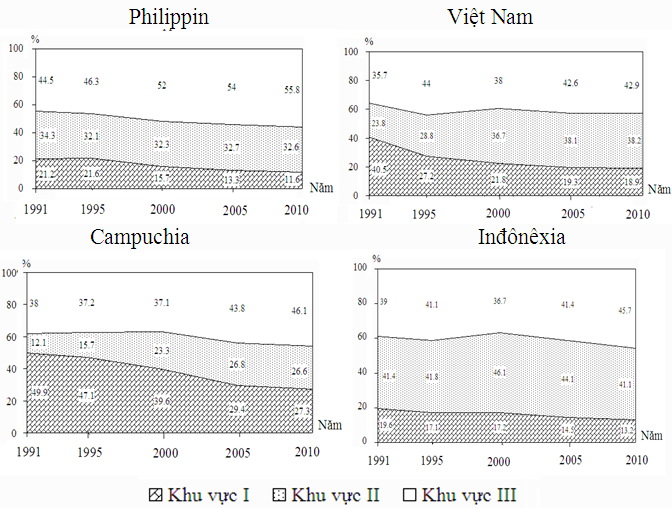 Philippin
%
100
80
60
40
20
0
44.5 46.3 52 54 55.8
34.3 32.1 32.3 32.7 32.6
21.2 21.6 15.7 13.3 11.6
Năm
1991 1995 2000 2005 2010
Việt Nam
%
100
80
60
40
20
0
35.7 44 38 42.6 42.9
23.8 28.8 36.7 38.1 38.2
40.5 27.2 21.8 19.3 18.9
Năm
1991 1995 2000 2005 2010
Campuchia
%
100
80
60
40
20
0
38 37.2 37.1 43.8 46.1
12.1 15.7 23.3 26.8 26.6
49.9 47.1 39.6 29.4 27.3
Năm
1991 1995 2000 2005 2010
Inđônêxia
%
100
80
60
40
20
0
39 41.1 36.7 41.4 45.7
41.4 41.8 46.1 44.1 41.1
19.6 17.1 17.2 14.5 13.2
Năm
1991 1995 2000 2005 2010
Khu vực I Khu vực II Khu vực III